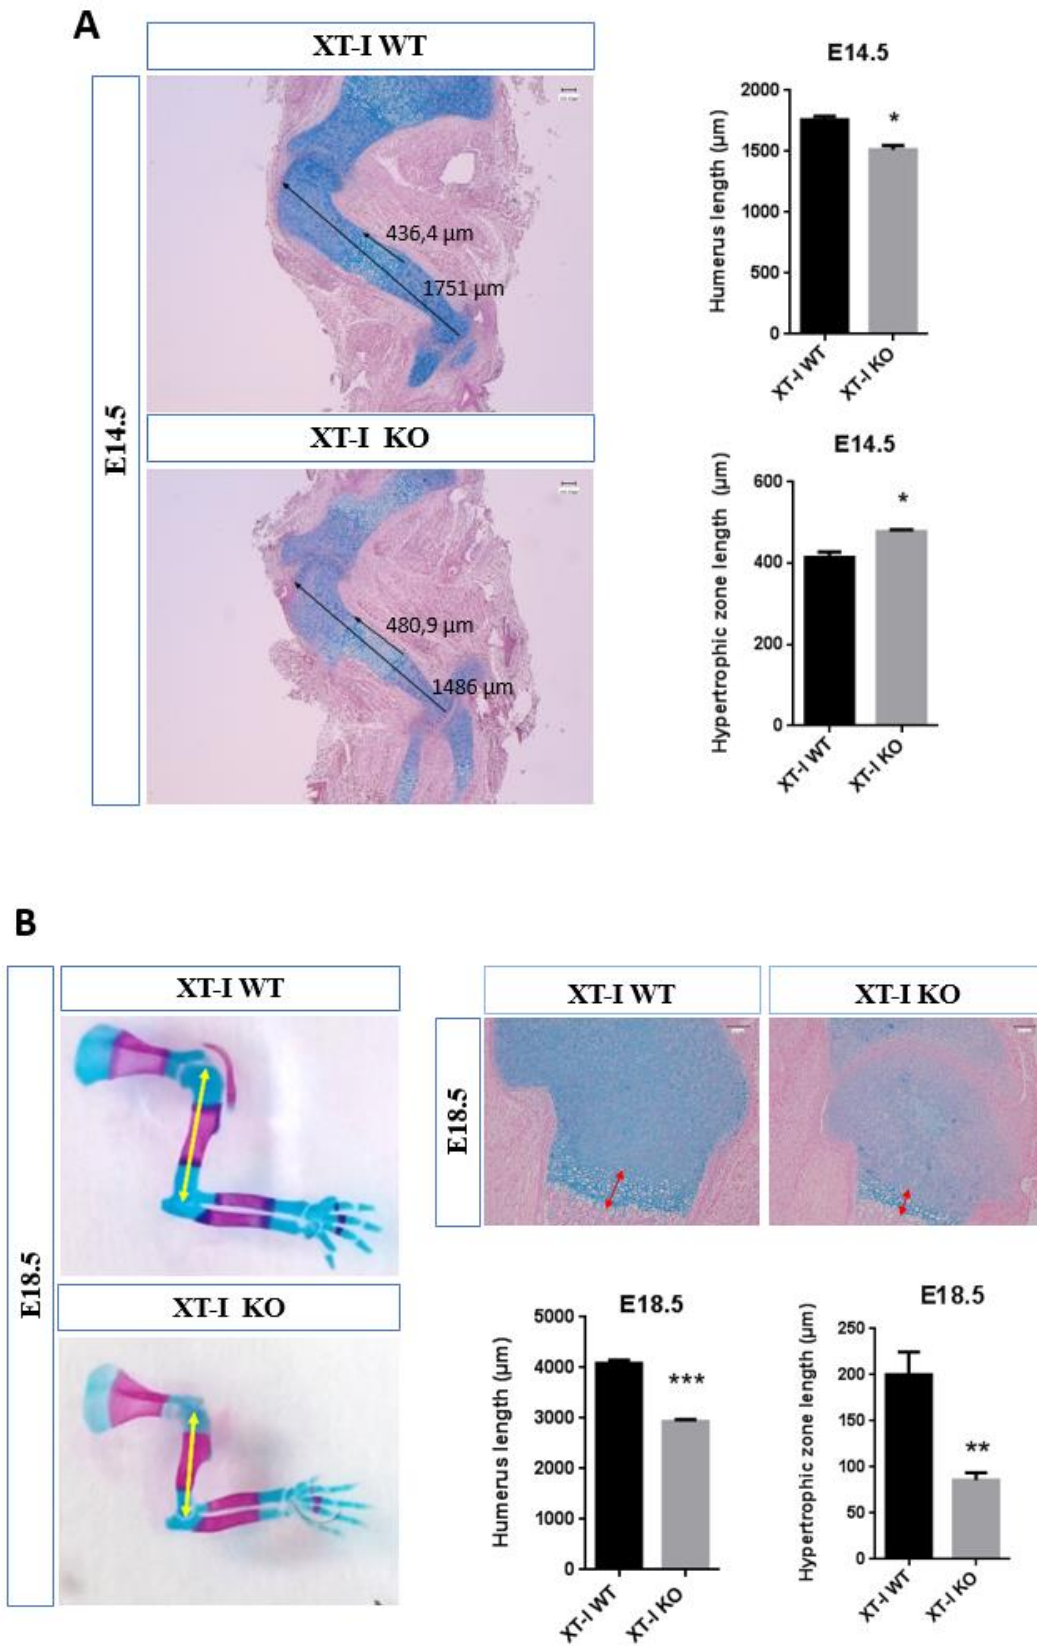 A
XT-I WT
E14.5
436,4 µm
1751 µm
XT-I KO
480,9 µm
1486 µm
E14.5
Humerus length (µm)
2000
1500
1000
500
0
*
XT-I WT
XT-I KO
E14.5
Hypertrophic zone length (µm)
600
400
200
0
*
XT-I WT
XT-I KO
B
E18.5
XT-I WT
XT-I KO
E18.5
XT-I WT
XT-I KO
E18.5
Humerus length (µm)
5000
4000
3000
2000
1000
0
***
XT-I WT
XT-I KO
E18.5
Hypertrophic zone length (µm)
250
200
150
100
50
0
**
XT-I WT
XT-I KO